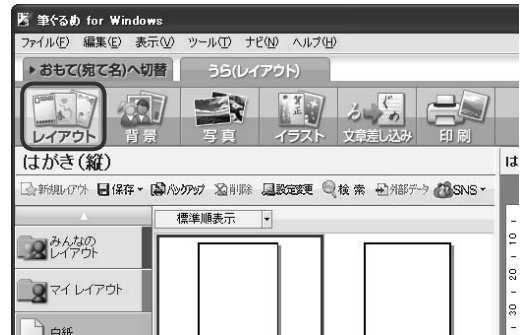 筆ぐるめ for Windows
ファイル(F) 編集(E) 表示(V) ツール(T) ナビ(N) ヘルプ(H)
▸おもて(宛て名)へ切替 うら(レイアウト)
レイアウト 背景 写真 イラスト 文章差し込み 印刷
はがき(縦) は
新規レイアウト 保存 バックアップ 削除 設定変更 検索 外部データ SNS
標準順表示
みんなの
レイアウト
マイ レイアウト
白紙
10
20
30